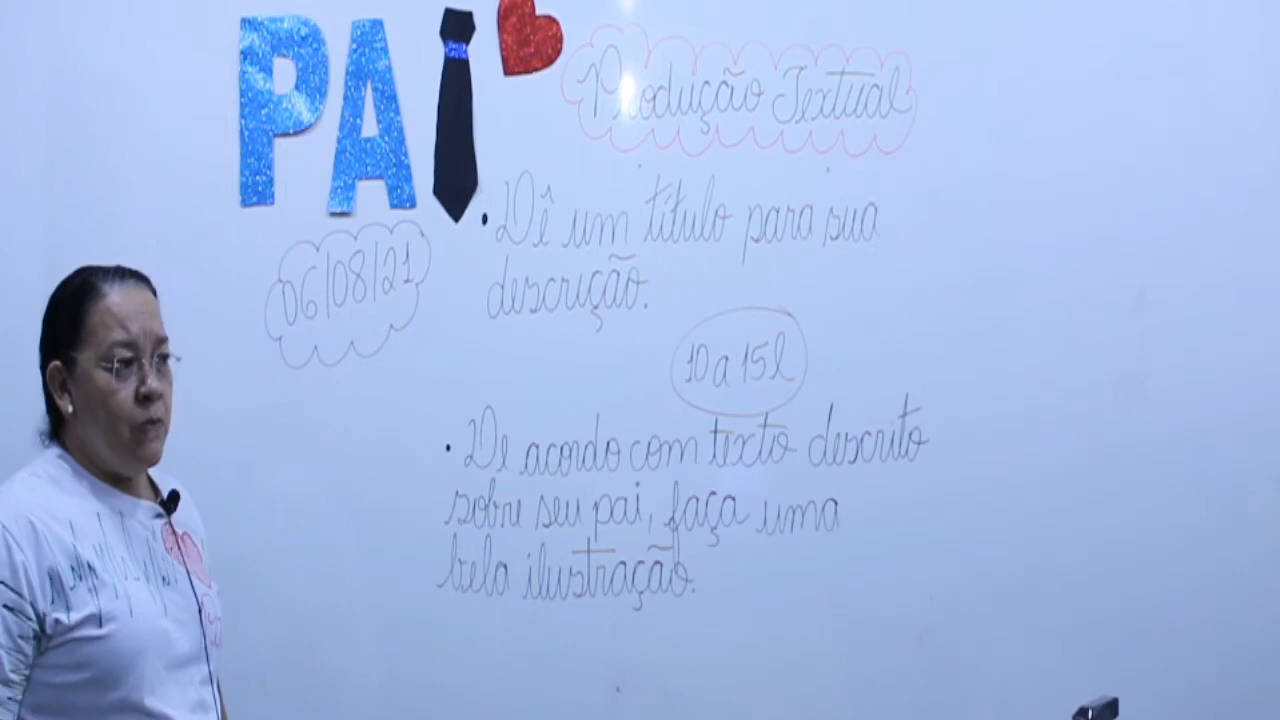 PAI
Produção Textual
06/08/21
• Dê um título para sua
descrição.
10 a 15l
• De acordo com texto descrito
sobre seu pai, faça uma
bela ilustração.